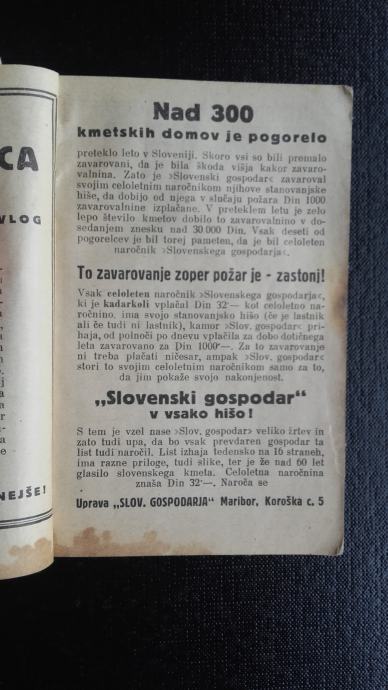 CA
VLOG
NEJŠE!
Nad 300
kmetskih domov je pogorelo
preteklo leto v Sloveniji. Skoro vsi so bili premalo
zavarovani, da je bila škoda višja kakor zavaro-
valnina. Zato je »Slovenski gospodar« zavaroval
svojim celoletnim naročnikom njihove stanovanjske
hiše, da dobijo od njega v slučaju požara Din 1000
zavarovalnine izplačane. V preteklem letu je zelo
lepo število kmetov dobilo to zavarovalnino v do-
sedanjem znesku nad 30.000 Din. Vsak deseti od
pogorelcev je bil torej pameten, da je bil celoleten
naročnik »Slovenskega gospodarja«.
To zavarovanje zoper požar je - zastonj!
Vsak celoleten naročnik »Slovenskega gospodarja«,
ki je kadarkoli vplačal Din 32·— kot celoletno na-
ročnino, ima svojo stanovanjsko hišo (če je lastnik
ali če tudi ni lastnik), kamor »Slov. gospodar« pri-
haja, od polnoči po dnevu vplačila za dobo dotičnega
leta zavarovano za Din 1000·—. Za to zavarovanje
ni treba plačati ničesar, ampak »Slov. gospodar«
stori to svojim celoletnim naročnikom samo za to,
da jim pokaže svojo naklonjenost.
„Slovenski gospodar“
v vsako hišo!
S tem je vzel nase »Slov. gospodar» veliko žrtev in
zato tudi upa, da bo vsak prevdaren gospodar ta
list tudi naročil. List izhaja tedensko na 16 straneh,
ima razne priloge, tudi slike, ter je že nad 60 let
glasilo slovenskega kmeta. Celoletna naročnina
znaša Din 32·—. Naroča se
Uprava „SLOV. GOSPODARJA“ Maribor, Koroška c. 5